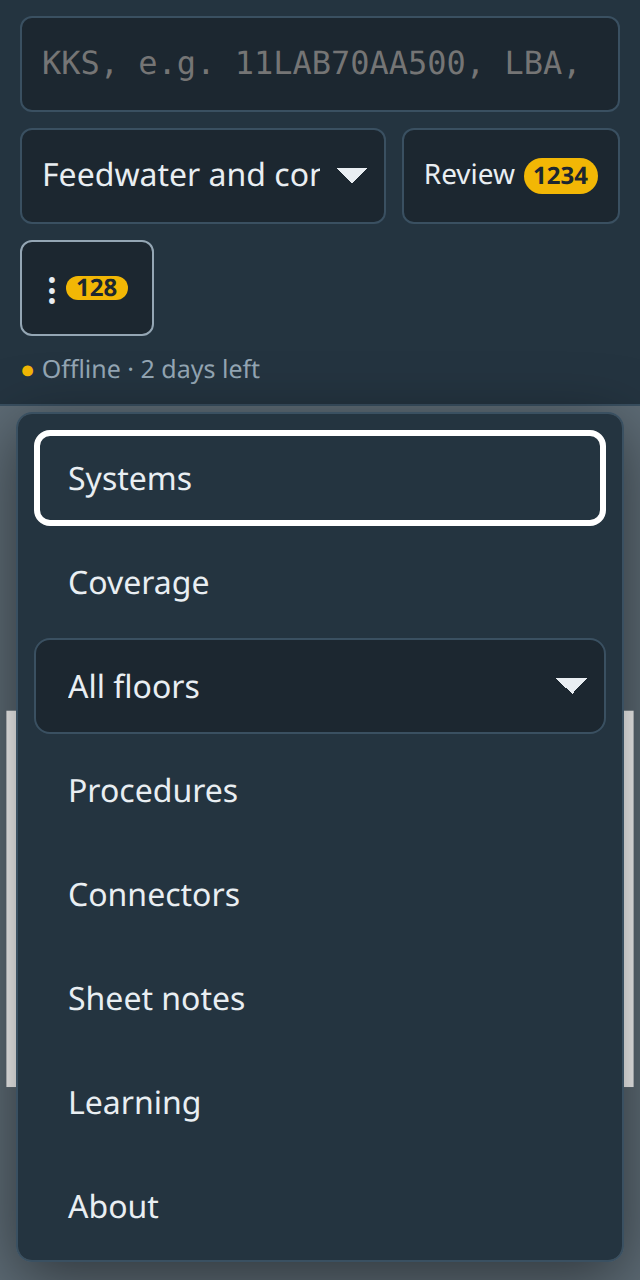 KKS, e.g. 11LAB70AA500, LBA,
Feedwater and cor
Review 1234
128
Offline · 2 days left
Systems
Coverage
All floors
Procedures
Connectors
Sheet notes
Learning
About